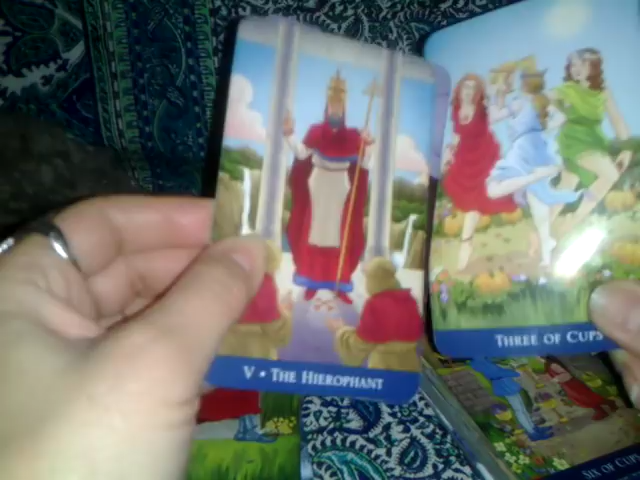 V • THE HIEROPHANT
THREE OF CUPS
SIX OF CUPS